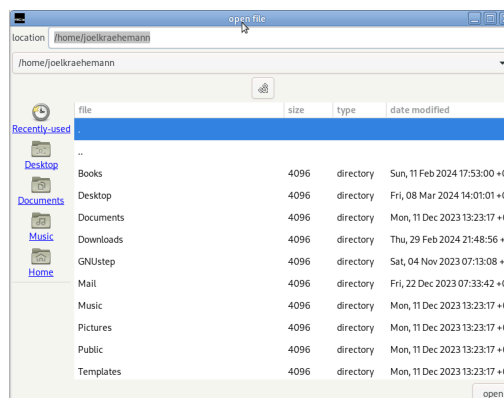 open file
location /home/joelkraehemann
/home/joelkraehemann
file size type date modified
Recently-used .
..
Desktop
Books 4096 directory Sun, 11 Feb 2024 17:53:00 +
Desktop 4096 directory Fri, 08 Mar 2024 14:01:01 +
Documents
Documents 4096 directory Mon, 11 Dec 2023 13:23:17 +
Downloads 4096 directory Thu, 29 Feb 2024 21:48:56 +
Music
GNUstep 4096 directory Sat, 04 Nov 2023 07:13:08 +
Home
Mail 4096 directory Fri, 22 Dec 2023 07:33:42 +
Music 4096 directory Mon, 11 Dec 2023 13:23:17 +
Pictures 4096 directory Mon, 11 Dec 2023 13:23:17 +
Public 4096 directory Mon, 11 Dec 2023 13:23:17 +
Templates 4096 directory Mon, 11 Dec 2023 13:23:17 +
open